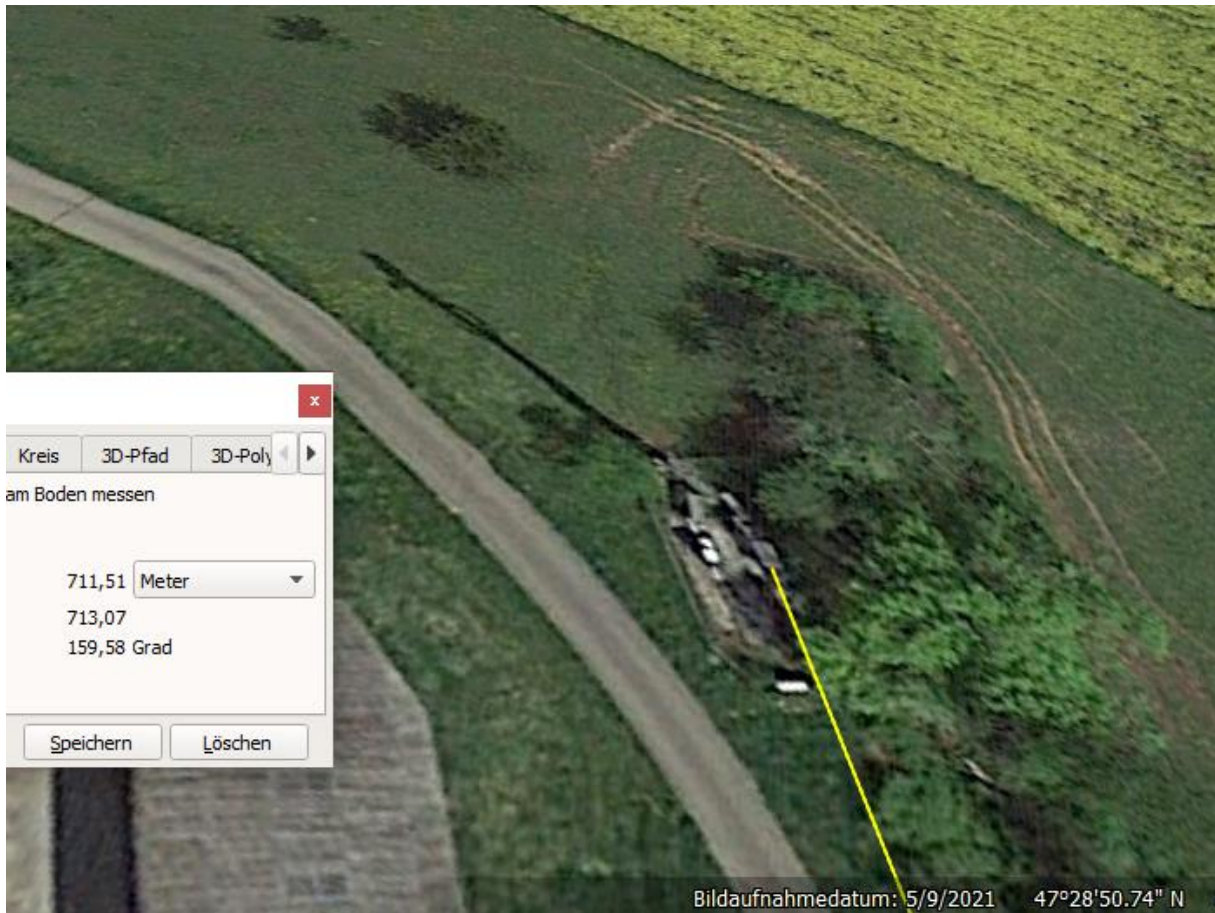 x
Kreis 3D-Pfad 3D-Poly
am Boden messen
711,51 Meter
713,07
159,58 Grad
Speichern Löschen
Bildaufnahmedatum: 5/9/2021 47°28'50.74" N